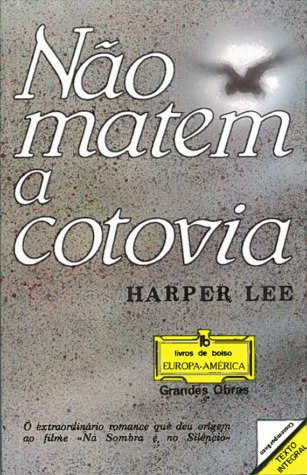 Não
matem
a
cotovia
HARPER LEE
livros de bolso
EUROPA-AMÉRICA
Grandes Obras
O extraordinário romance que deu origem
ao filme «Na Sombra e no Silêncio»
TEXTO
INTEGRAL